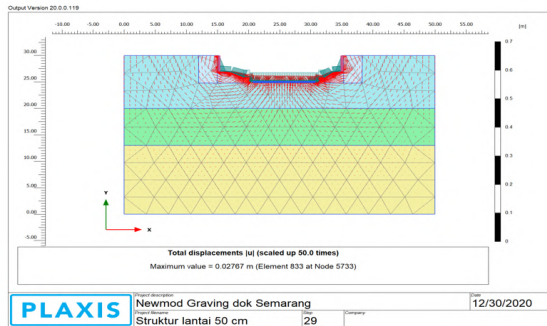 Output Version 20.0.0.119
-10.00 -5.00 0.00 5.00 10.00 15.00 20.00 25.00 30.00 35.00 40.00 45.00 50.00 55.00
[m]
30.00
25.00
20.00
15.00
10.00
5.00
0.00
-5.00
0.7
0.6
0.5
0.4
0.3
0.2
0.1
0
Y
X
Total displacements |u| (scaled up 50.0 times)
Maximum value = 0.02767 m (Element 833 at Node 5733)
PLAXIS
Project description
Newmod Graving dok Semarang
Date
12/30/2020
Project filename
Struktur lantai 50 cm
Step
29
Company